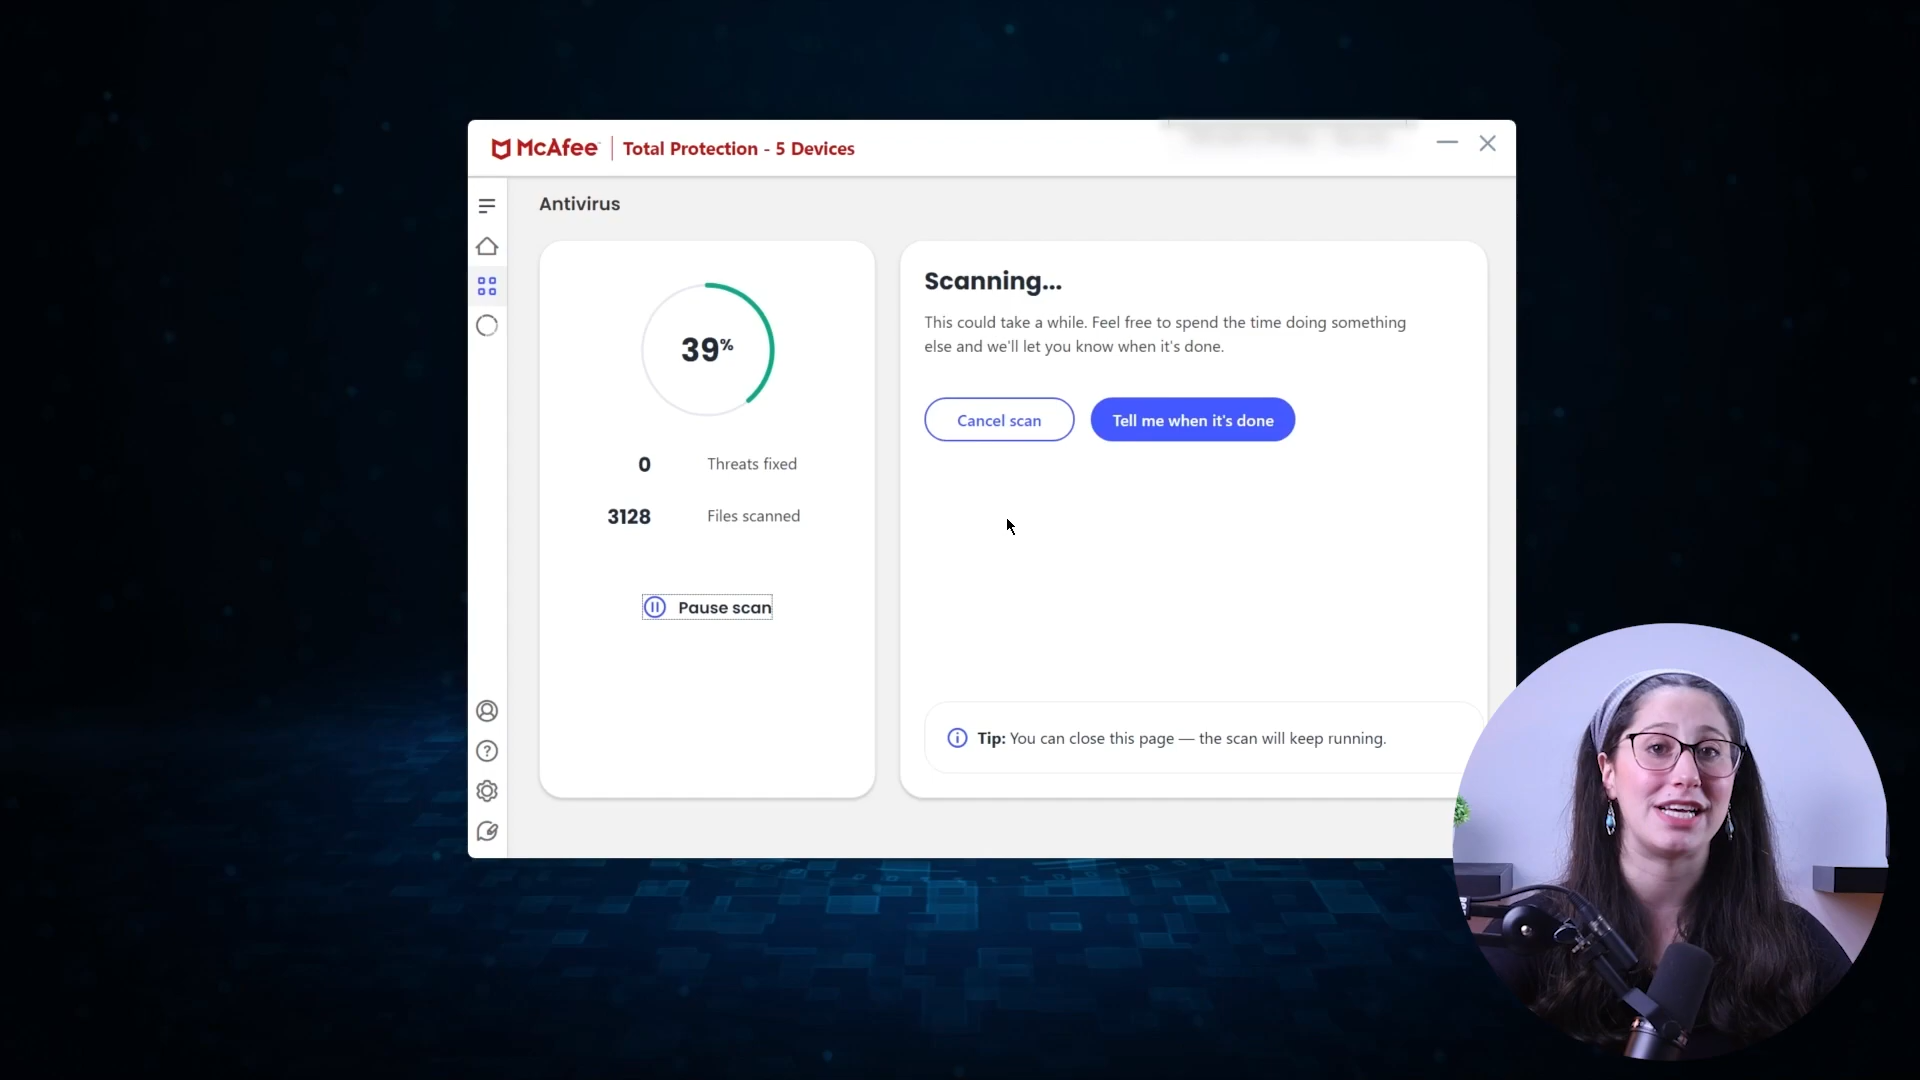 McAfee | Total Protection - 5 Devices
Antivirus
39%
0 Threats fixed
3128 Files scanned
Pause scan
Scanning...
This could take a while. Feel free to spend the time doing something
else and we'll let you know when it's done.
Cancel scan
Tell me when it's done
Tip: You can close this page — the scan will keep running.